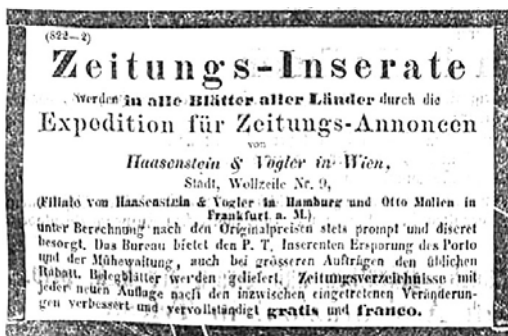 (822—2)
Zeitungs-Inserate
werden in alle Blätter aller Länder durch die
Expedition für Zeitungs-Annoncen
von
Haasenstein & Vogler in Wien,
Stadt, Wollzeile Nr. 9,
(Filiale von Haasenstein & Vogler in Hamburg und Otto Molien in
Frankfurt a. M.)
unter Berechnung nach den Originalpreisen stets prompt und discret
besorgt. Das Bureau bietet den P. T. Inserenten Ersparung des Porto
und der Mühewaltung, auch bei grösseren Aufträgen den üblichen
Rabatt. Belegblätter werden geliefert, Zeitungsverzeichnisse mit
jeder neuen Auflage nach den inzwischen eingetretenen Veränderun-
gen verbessert und vervollständigt gratis und franco.